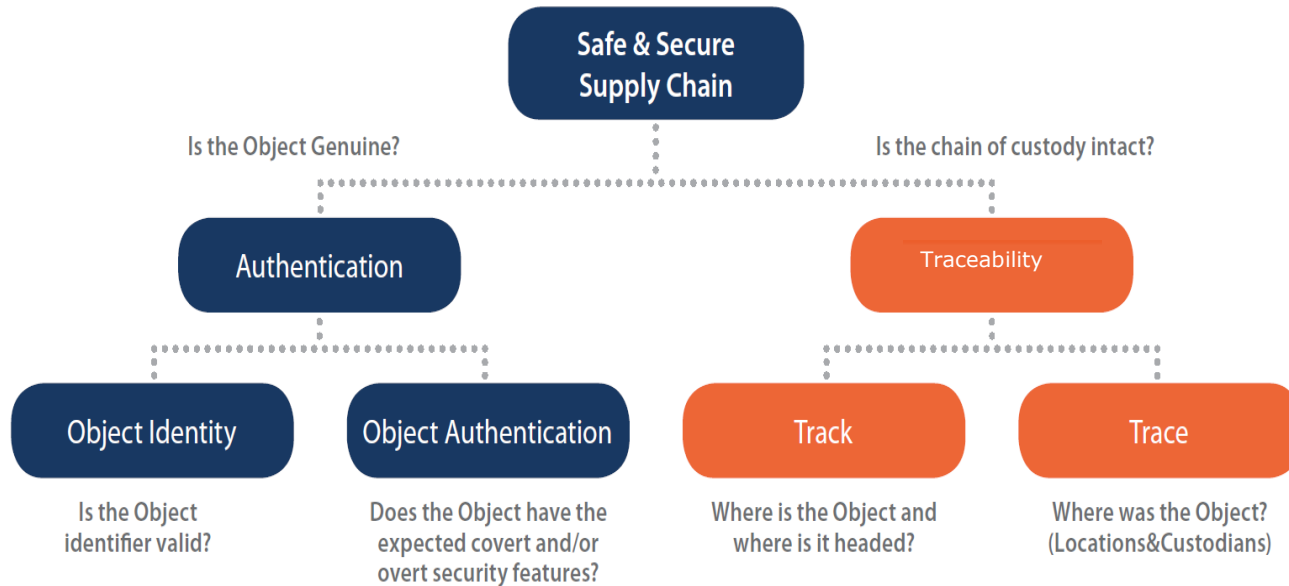 Safe & Secure
Supply Chain
Is the Object Genuine?
Is the chain of custody intact?
Authentication
Traceability
Object Identity
Object Authentication
Track
Trace
Is the Object
identifier valid?
Does the Object have the
expected covert and/or
overt security features?
Where is the Object and
where is it headed?
Where was the Object?
(Locations&Custodians)